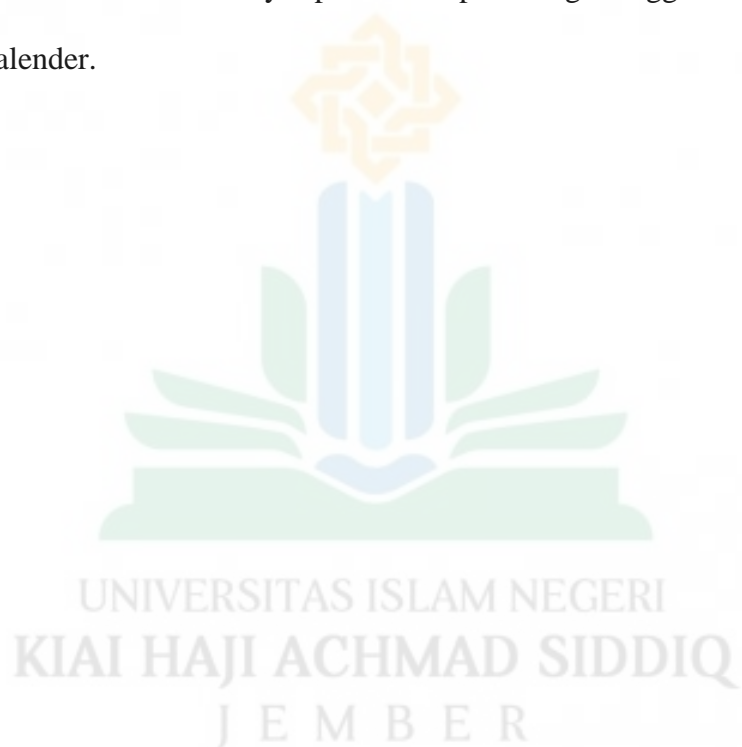 alender.
UNIVERSITAS ISLAM NEGERI
KIAI HAJI ACHMAD SIDDIQ
J E M B E R